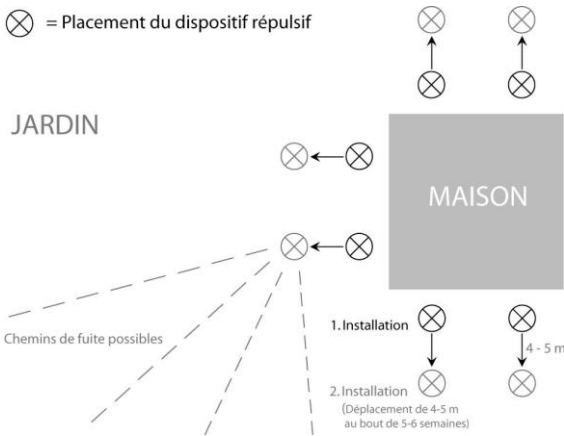 = Placement du dispositif répulsif
JARDIN
MAISON
Chemins de fuite possibles
1. Installation
4 - 5 m
2. Installation
(Déplacement de 4-5 m
au bout de 5-6 semaines)